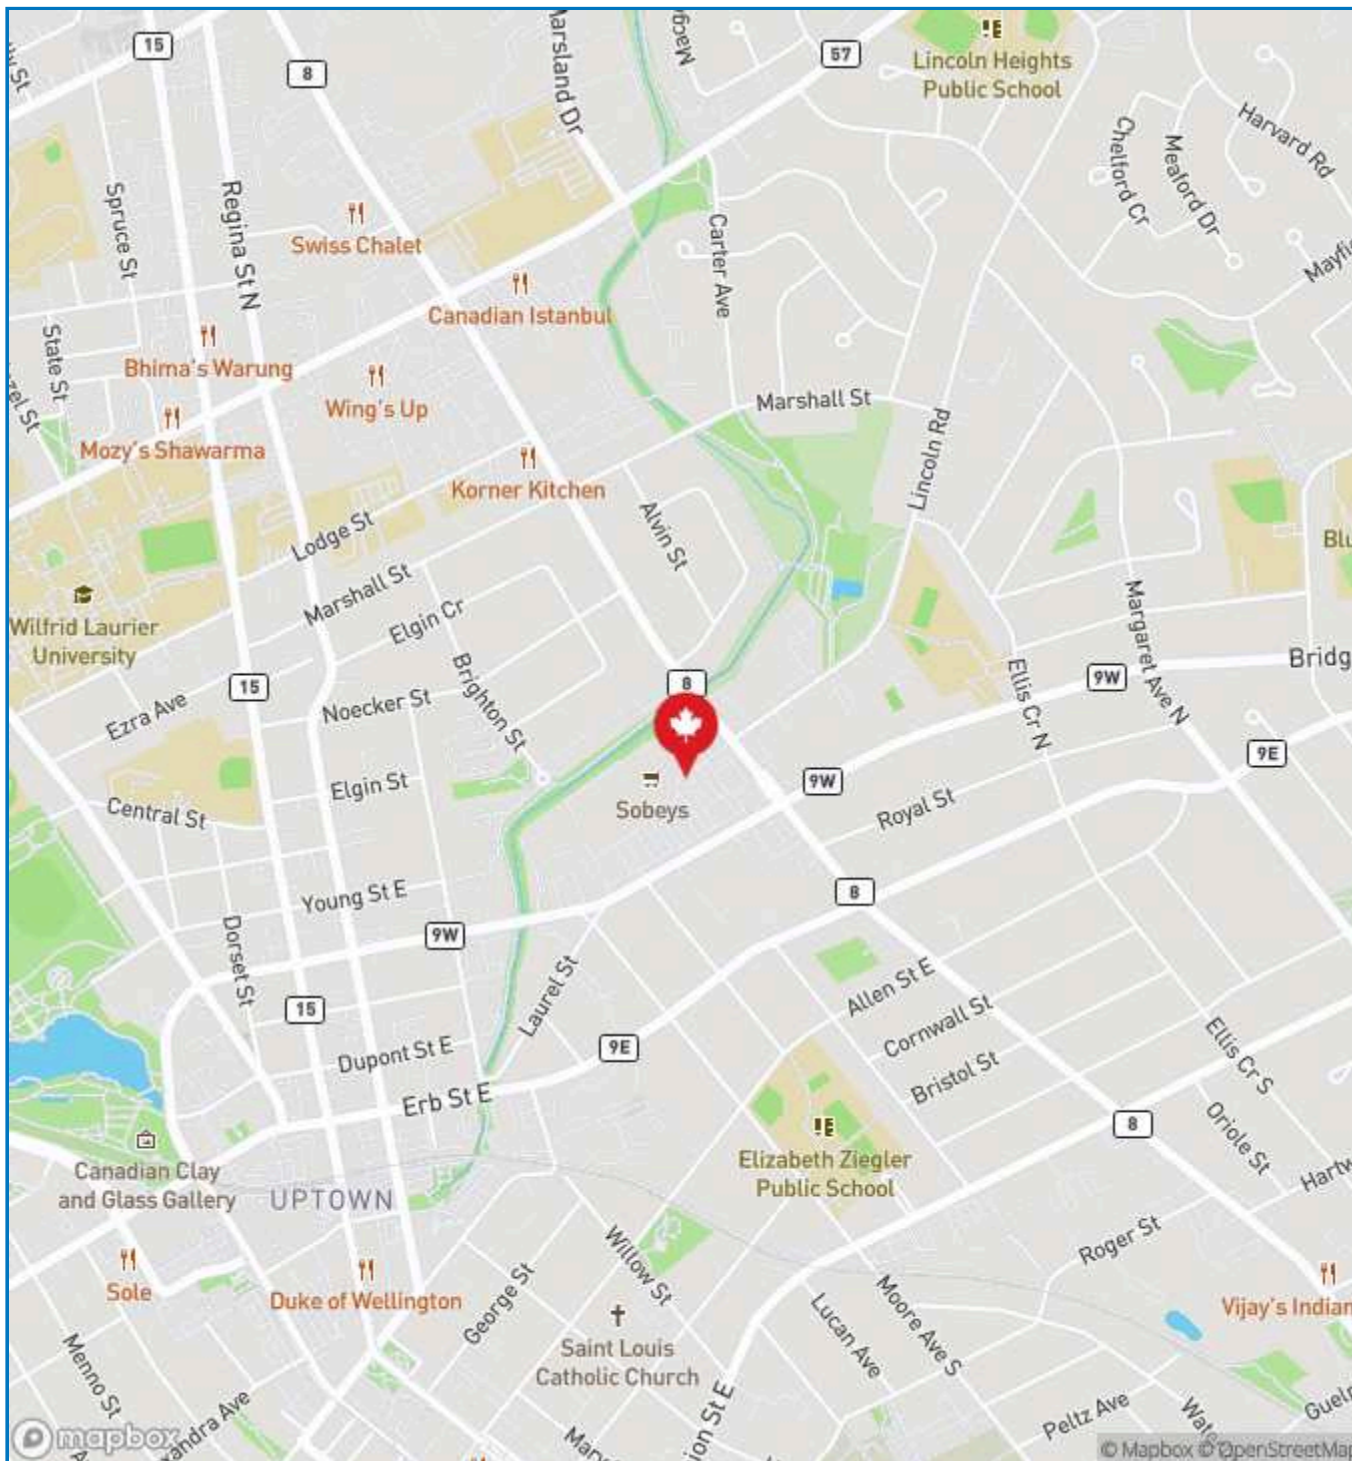 15
8
Marsland Dr
57
Lincoln Heights
Public School
Harvard Rd
Chelford Cr
Meaford Dr
Spruce St
Regina St N
Swiss Chalet
Carter Ave
Canadian Istanbul
State St
Bhima's Warung
Wing's Up
Marshall St
Mozy's Shawarma
Korner Kitchen
Lincoln Rd
Lodge St
Alvin St
Marshall St
Elgin Cr
Wilfrid Laurier
University
Margaret Ave N
Brighton St
Ellis Cr N
15
8
9W
Ezra Ave
Noecker St
9E
Elgin St
Sobeys
9W
Royal St
Central St
Young St E
8
9W
Dorset St
Laurel St
Allen St E
15
Cornwall St
Dupont St E
9E
Bristol St
Ellis Cr S
Erb St E
8
Oriole St
Canadian Clay
and Glass Gallery
UPTOWN
Elizabeth Ziegler
Public School
Roger St
Sole
Duke of Wellington
George St
Willow St
Vijay's Indian
Saint Louis
Catholic Church
Lucan Ave
Moore Ave S
Menno St
Peltz Ave
mapbox
© Mapbox © OpenStreetMap